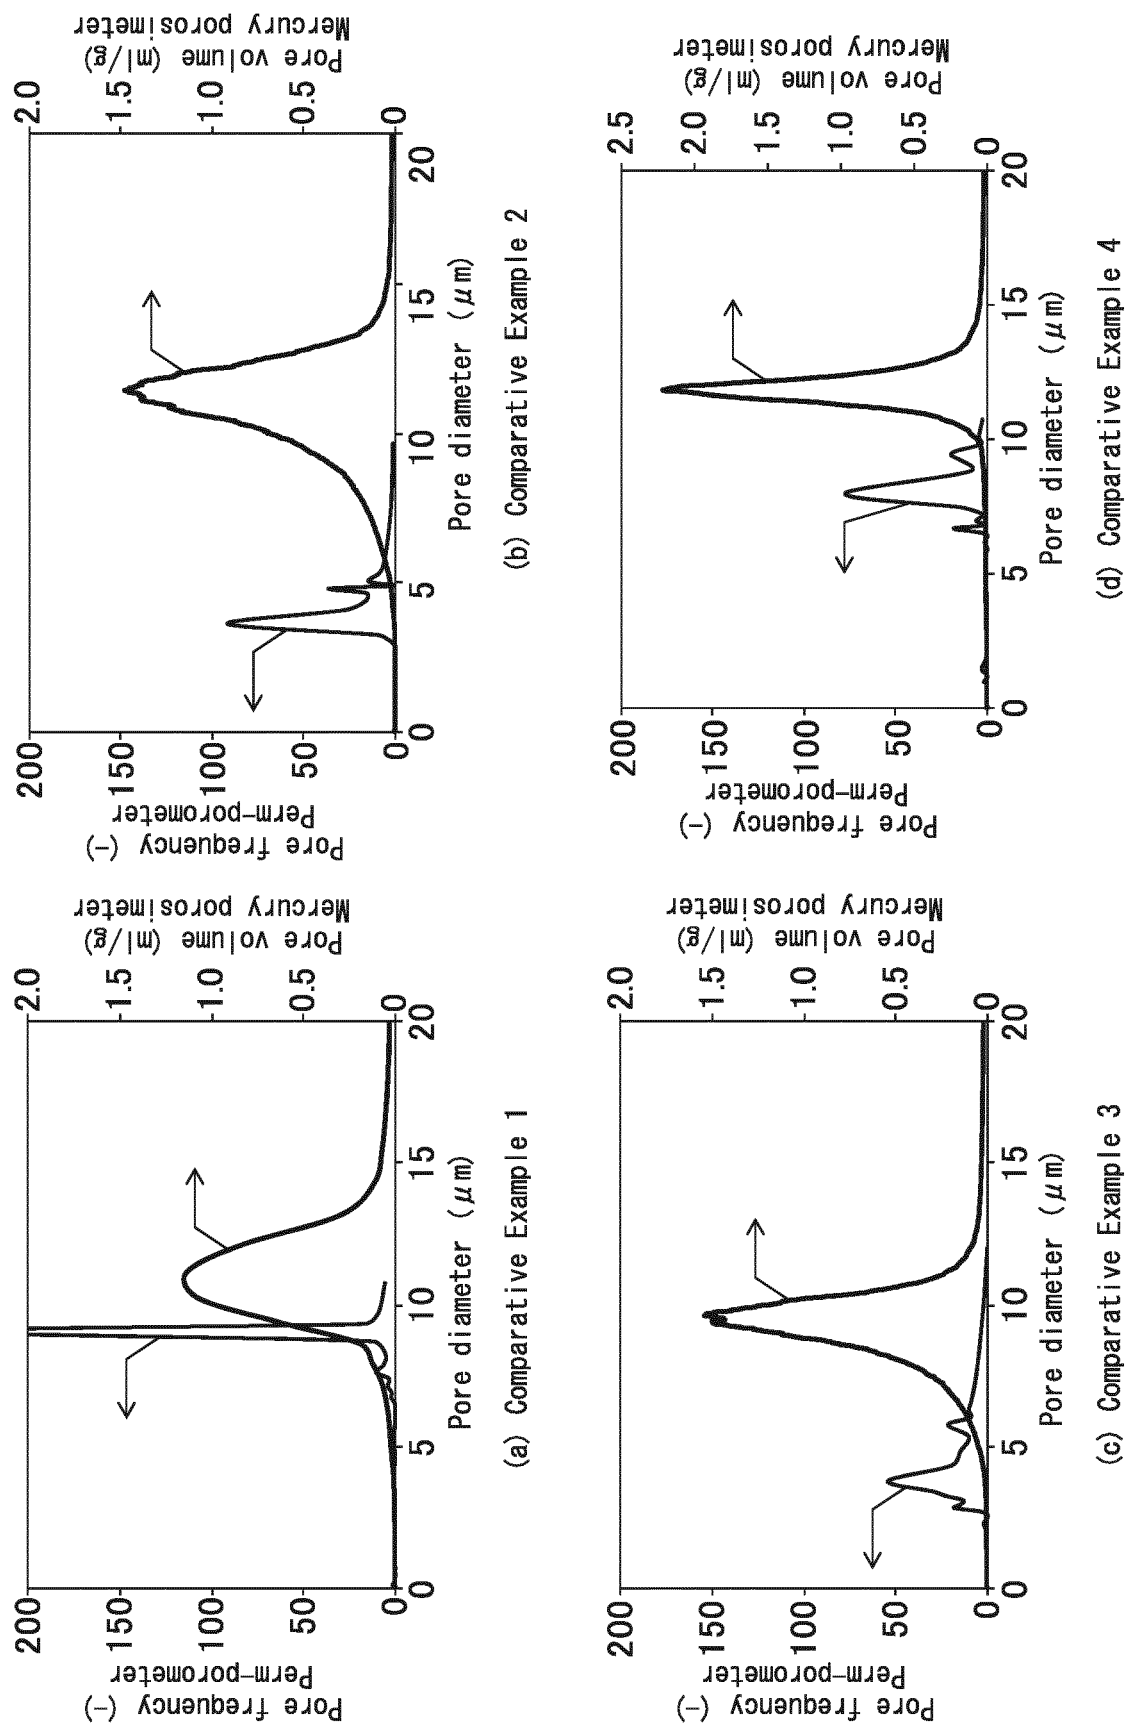 Pore frequency (-)
Perm-porometer
200
150
100
50
0
2.0
1.5
1.0
0.5
0
Pore volume (ml/g)
Mercury porosimeter
0
5
10
15
20
Pore diameter (μm)
(a) Comparative Example 1
Pore frequency (-)
Perm-porometer
200
150
100
50
0
2.0
1.5
1.0
0.5
0
Pore volume (ml/g)
Mercury porosimeter
0
5
10
15
20
Pore diameter (μm)
(b) Comparative Example 2
Pore frequency (-)
Perm-porometer
200
150
100
50
0
2.0
1.5
1.0
0.5
0
Pore volume (ml/g)
Mercury porosimeter
0
5
10
15
20
Pore diameter (μm)
(c) Comparative Example 3
Pore frequency (-)
Perm-porometer
200
150
100
50
0
2.5
2.0
1.5
1.0
0.5
0
Pore volume (ml/g)
Mercury porosimeter
0
5
10
15
20
Pore diameter (μm)
(d) Comparative Example 4